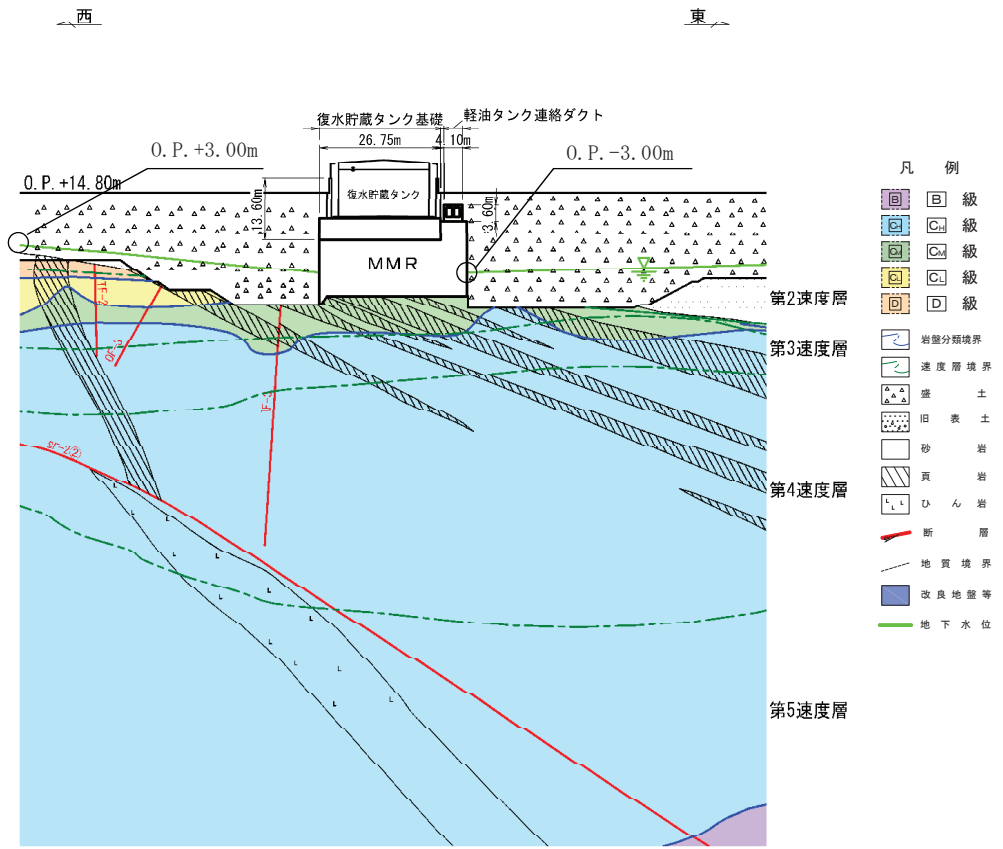 西
東
復水貯蔵タンク基礎
軽油タンク連絡ダクト
26.75m
4.10m
O.P.+3.00m
O.P.-3.00m
O.P.+14.80m
13.60m
3.60m
復水貯蔵タンク
MMR
第2速度層
第3速度層
第4速度層
第5速度層
TF-2
SF-2(2)
凡 例
B B 級
CH CH 級
CM CM 級
CL CL 級
D D 級
岩盤分類境界
速度層境界
盛土
旧表土
砂岩
頁岩
ひん岩
断層
地質境界
改良地盤等
地下水位